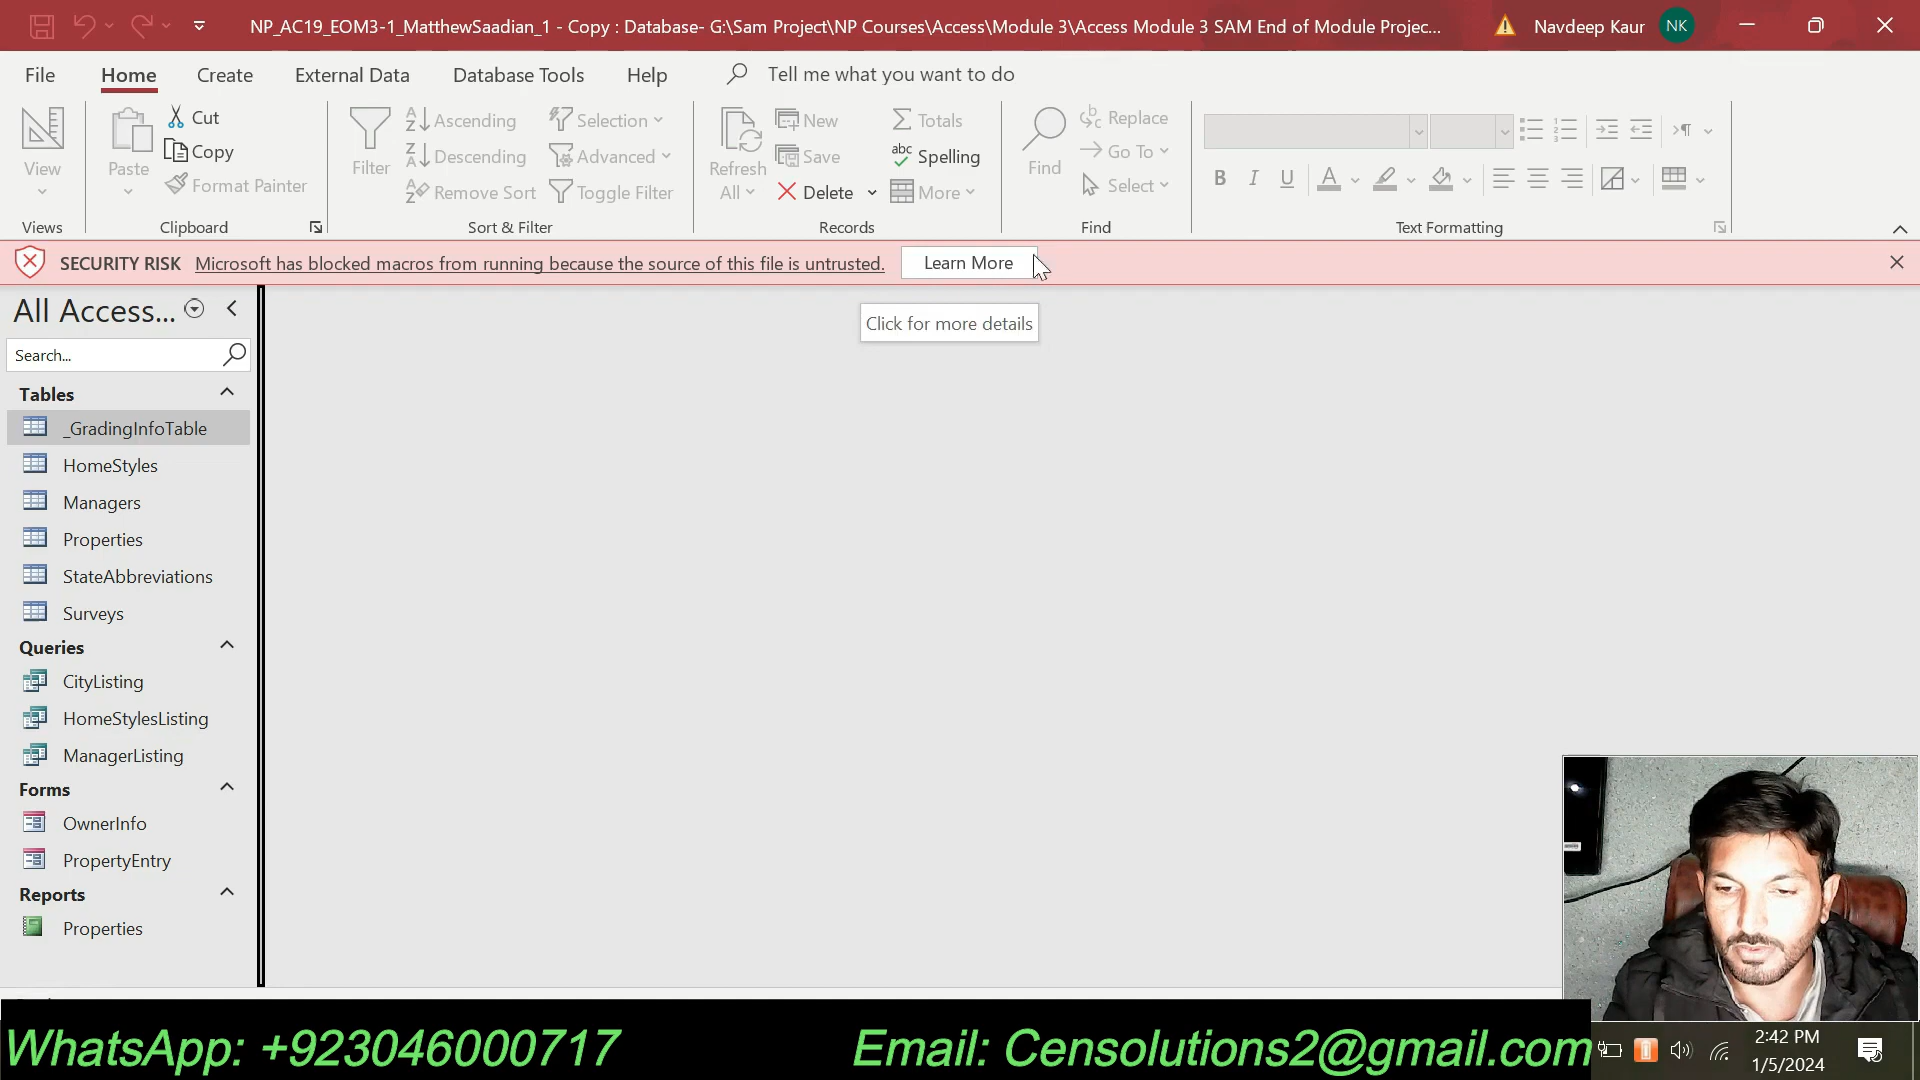 NP_AC19_EOM3-1_MatthewSaadian_1 - Copy : Database- G:\Sam Project\NP Courses\Access\Module 3\Access Module 3 SAM End of Module Projec...
Navdeep Kaur
NK
File
Home
Create
External Data
Database Tools
Help
Tell me what you want to do
View
Views
Paste
Cut
Copy
Format Painter
Clipboard
Filter
Ascending
Descending
Remove Sort
Selection
Advanced
Toggle Filter
Sort & Filter
Refresh All
New
Save
Delete
Totals
Spelling
More
Records
Find
Replace
Go To
Select
Find
B I U
Text Formatting
SECURITY RISK Microsoft has blocked macros from running because the source of this file is untrusted.
Learn More
Click for more details
All Access...
Search...
Tables
_GradingInfoTable
HomeStyles
Managers
Properties
StateAbbreviations
Surveys
Queries
CityListing
HomeStylesListing
ManagerListing
Forms
OwnerInfo
PropertyEntry
Reports
Properties
WhatsApp: +923046000717
Email: Censolutions2@gmail.com
2:42 PM
1/5/2024